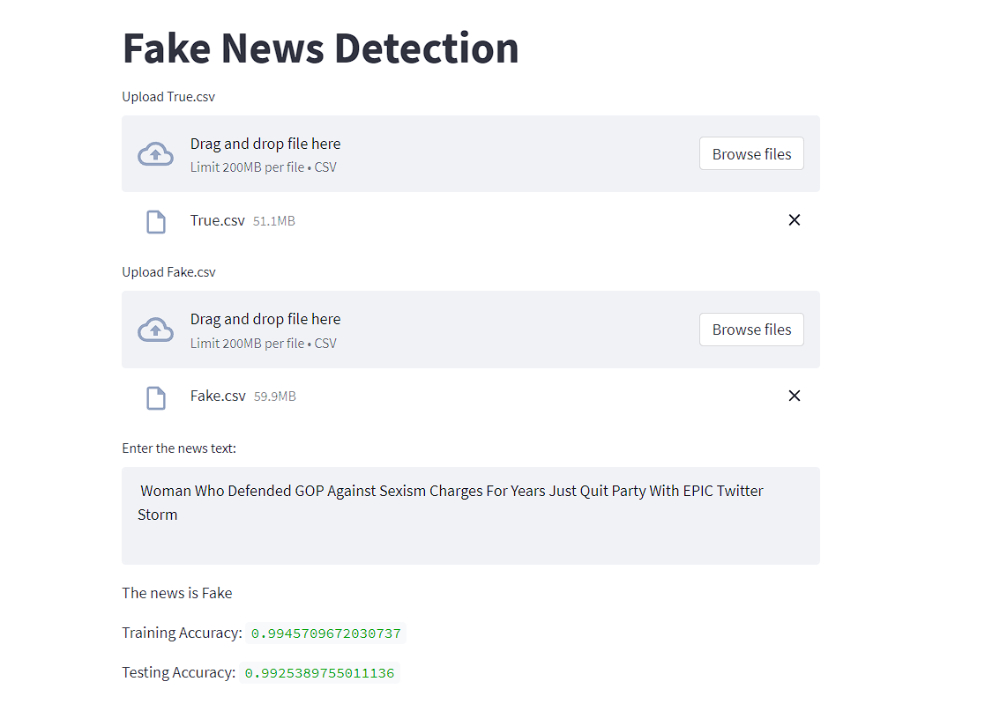 Fake News Detection
Upload True.csv
Drag and drop file here
Limit 200MB per file • CSV
Browse files
True.csv 51.1MB
Upload Fake.csv
Drag and drop file here
Limit 200MB per file • CSV
Browse files
Fake.csv 59.9MB
Enter the news text:
Woman Who Defended GOP Against Sexism Charges For Years Just Quit Party With EPIC Twitter
Storm
The news is Fake
Training Accuracy: 0.9945709672030737
Testing Accuracy: 0.9925389755011136